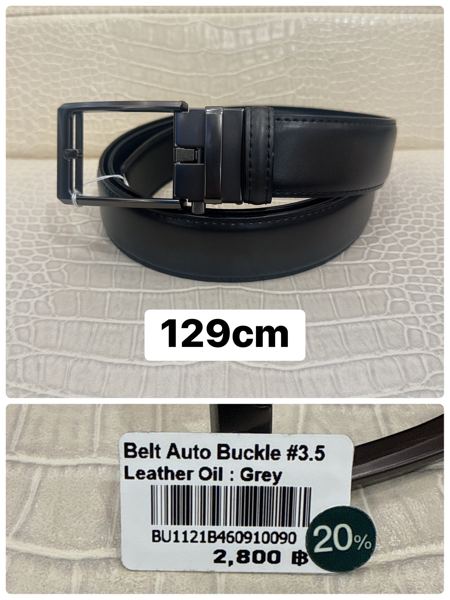 129cm
Belt Auto Buckle #3.5
Leather Oil : Grey
BU1121B460910090
2,800 ฿
20%